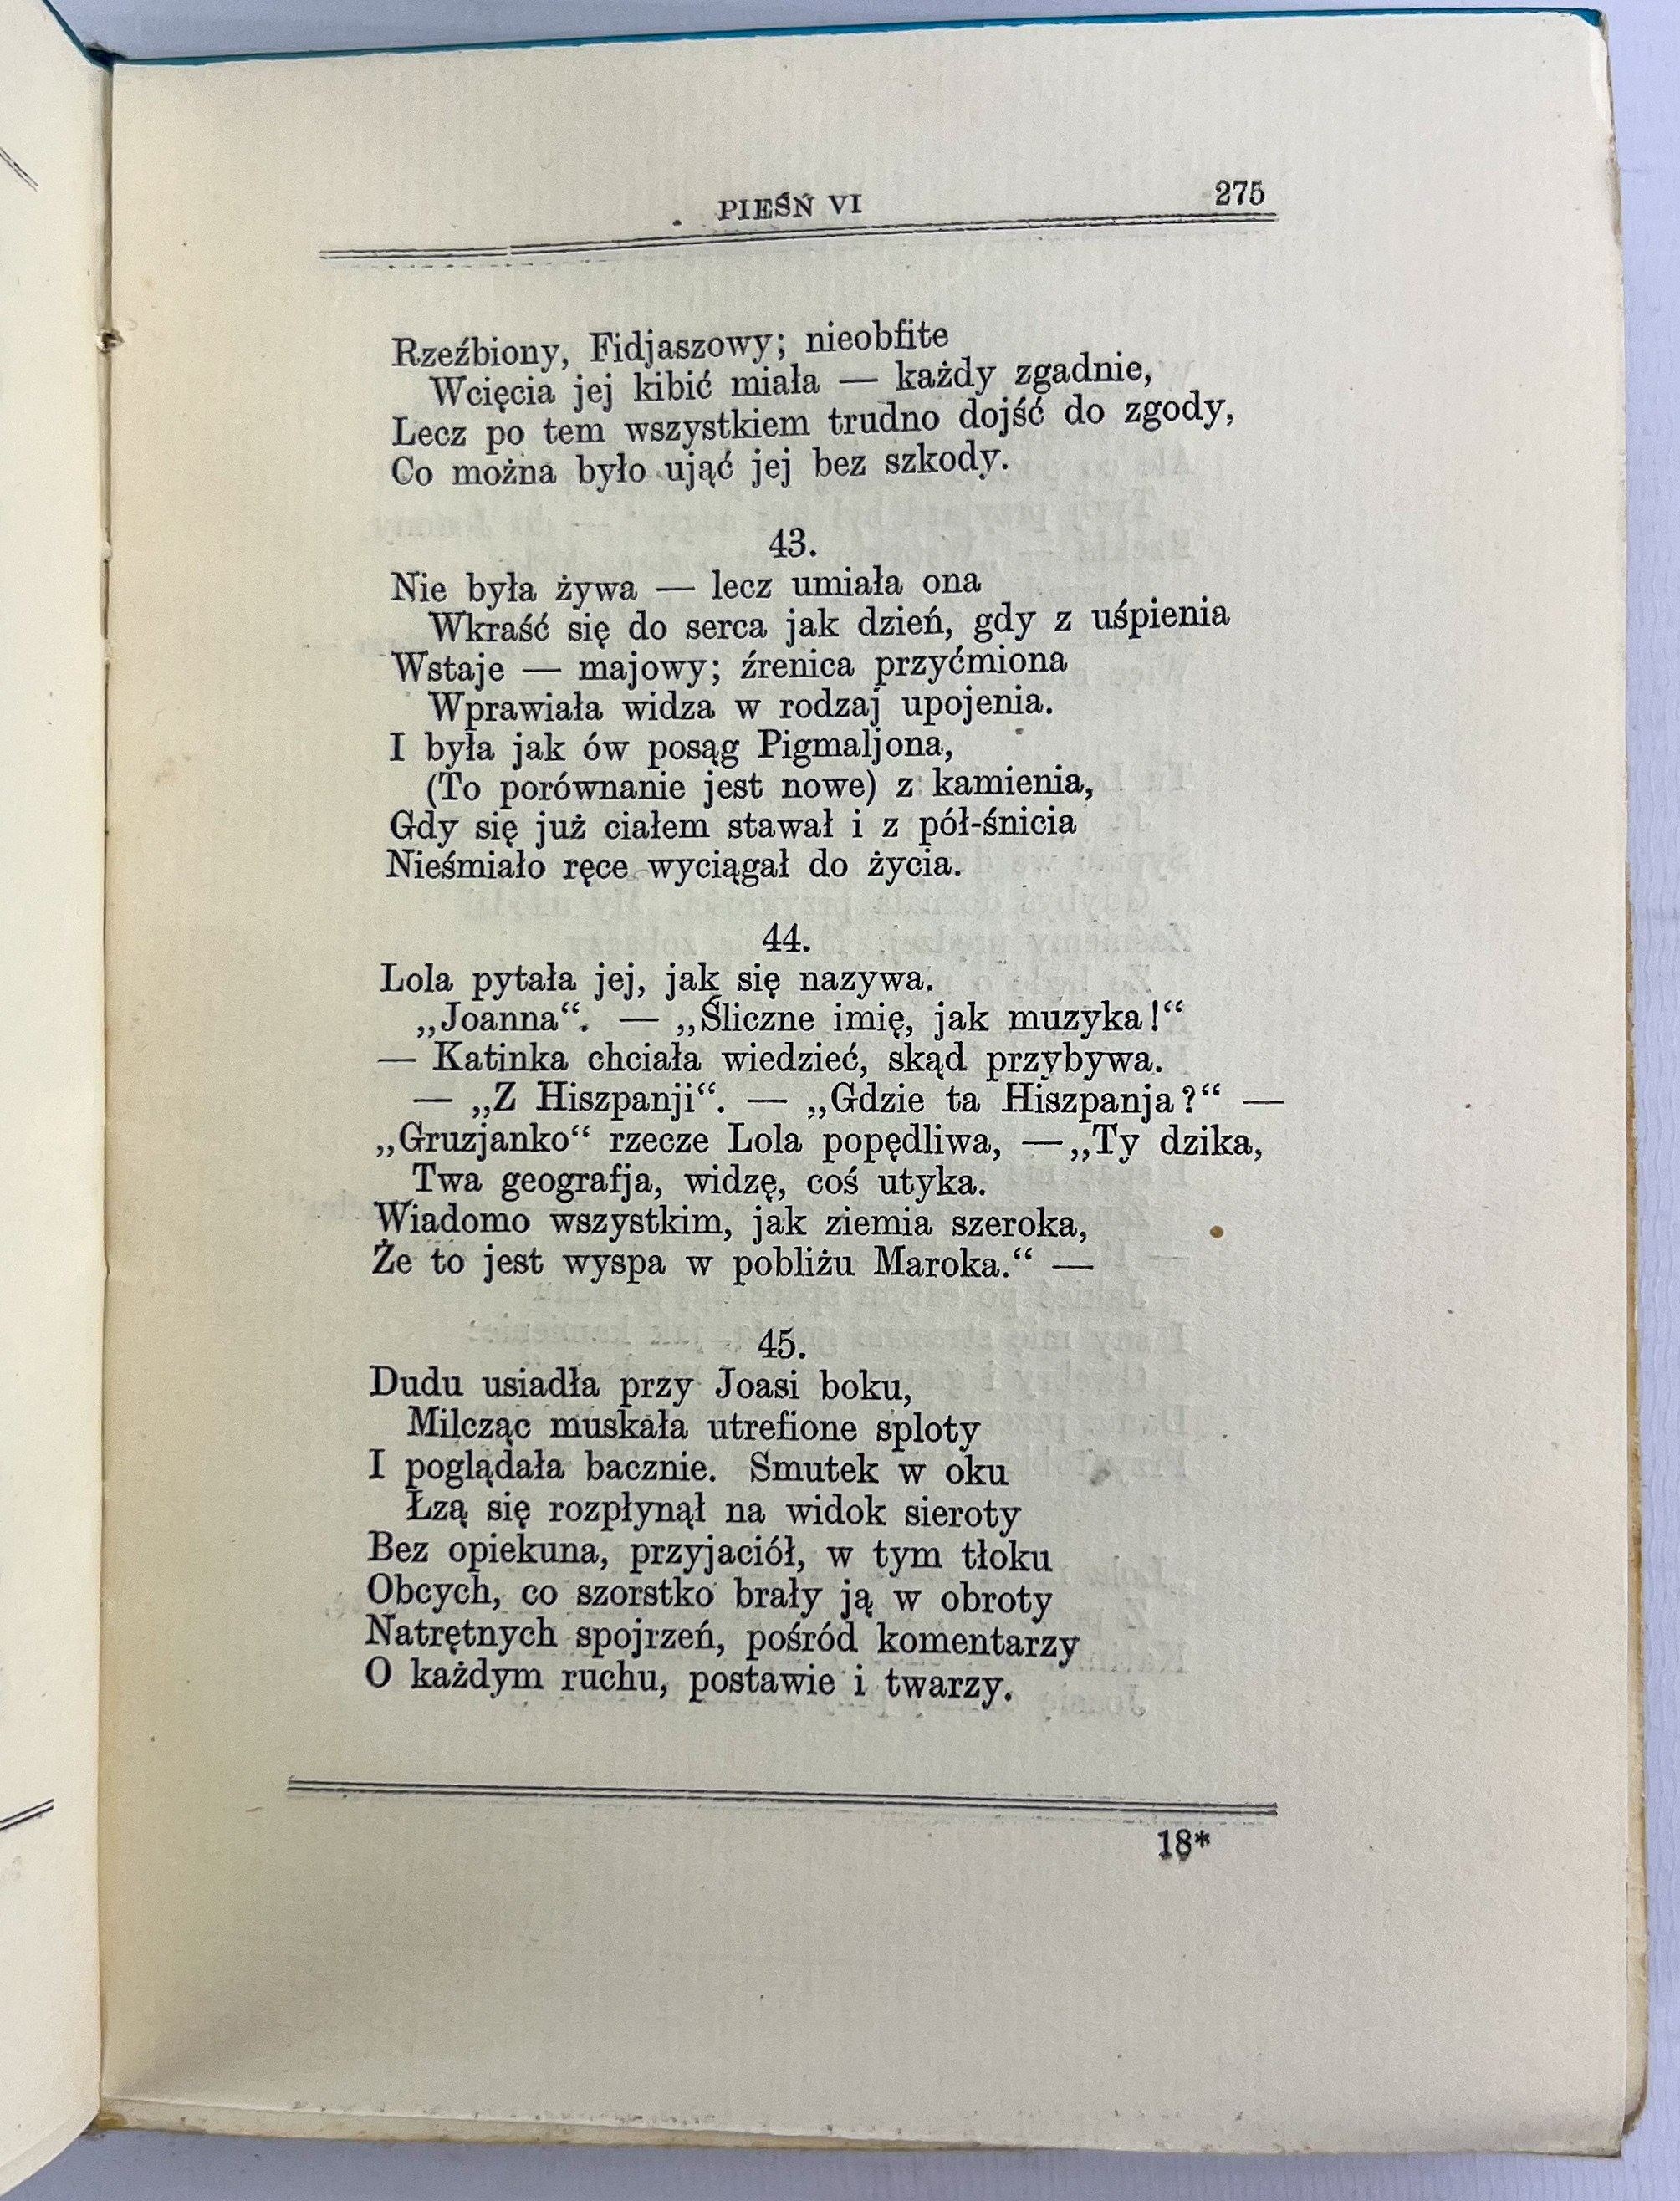 PIEŚŃ VI 275
Rzeźbiony, Fidjaszowy; nieobfite
Wcięcia jej kibić miała — każdy zgadnie,
Lecz po tem wszystkiem trudno dojść do zgody,
Co można było ująć jej bez szkody.
43.
Nie była żywa — lecz umiała ona
Wkraść się do serca jak dzień, gdy z uśpienia
Wstaje — majowy; źrenica przyćmiona
Wprawiała widza w rodzaj upojenia.
I była jak ów posąg Pigmaljona,
(To porównanie jest nowe) z kamienia,
Gdy się już ciałem stawał i z pół-śnicia
Nieśmiało ręce wyciągał do życia.
44.
Lola pytała jej, jak się nazywa.
„Joanna“. — „Śliczne imię, jak muzyka!“
— Katinka chciała wiedzieć, skąd przybywa.
— „Z Hiszpanji“. — „Gdzie ta Hiszpanja?“ —
„Gruzjanko“ rzecze Lola popędliwa, — „Ty dzika,
Twa geografja, widzę, coś utyka.
Wiadomo wszystkim, jak ziemia szeroka,
Że to jest wyspa w pobliżu Maroka.“ —
45.
Dudu usiadła przy Joasi boku,
Milcząc muskała utrefione sploty
I poglądała bacznie. Smutek w oku
Łzą się rozpłynął na widok sieroty
Bez opiekuna, przyjaciół, w tym tłoku
Obcych, co szorstko brały ją w obroty
Natrętnych spojrzeń, pośród komentarzy
O każdym ruchu, postawie i twarzy.
18*